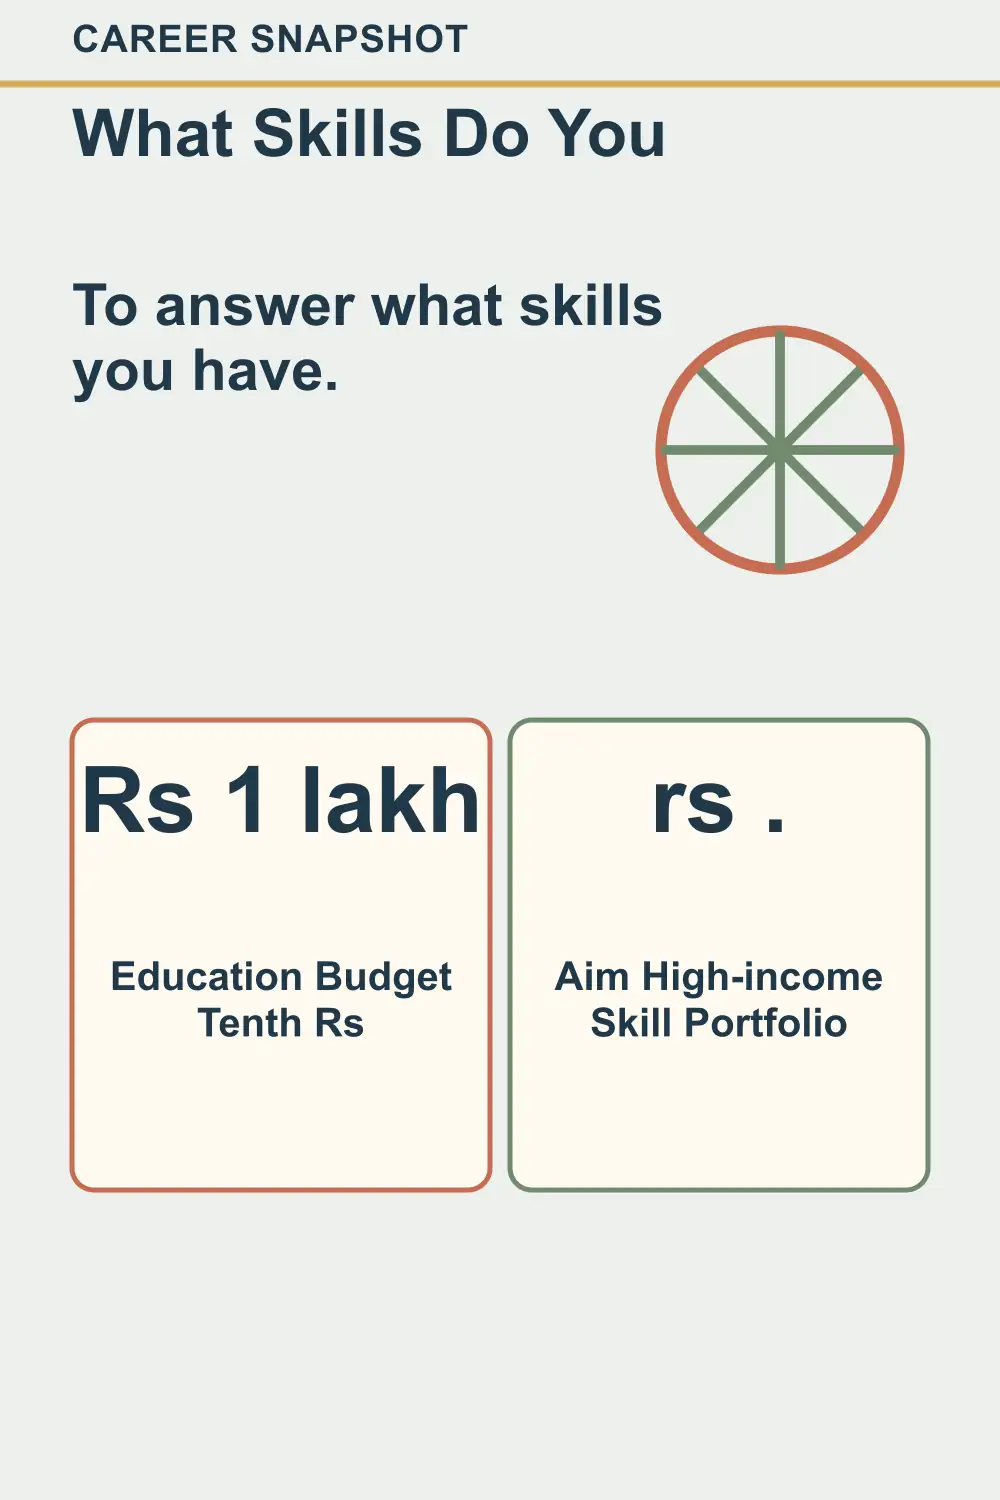 CAREER SNAPSHOT
What Skills Do You
To answer what skills
you have.
Rs 1 lakh
Education Budget
Tenth Rs
rs .
Aim High-income
Skill Portfolio